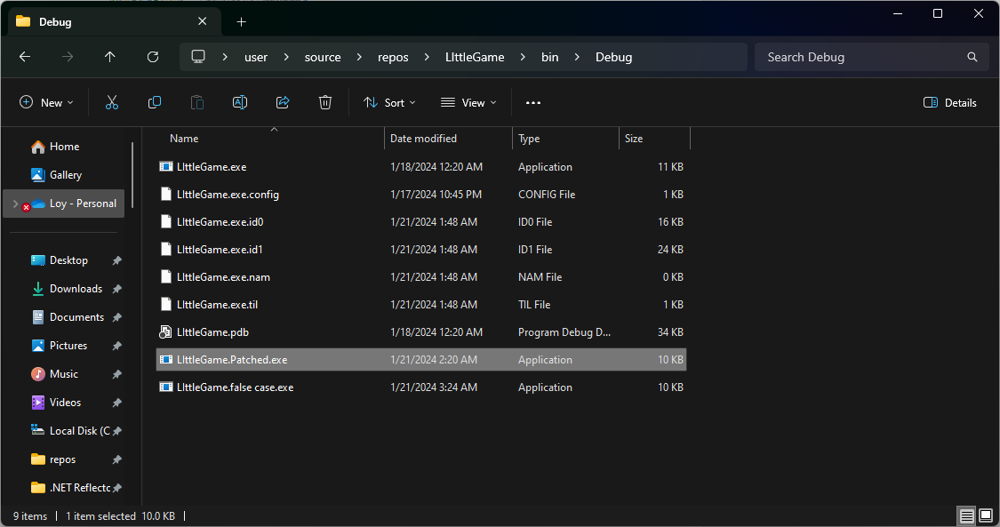 Debug
user source repos LIttleGame bin Debug
Search Debug
New Sort View Details
Name Date modified Type Size
Home
Gallery
Loy - Personal
Desktop
Downloads
Documents
Pictures
Music
Videos
Local Disk (C
repos
.NET Reflectc
LIttleGame.exe 1/18/2024 12:20 AM Application 11 KB
LIttleGame.exe.config 1/17/2024 10:45 PM CONFIG File 1 KB
LIttleGame.exe.id0 1/21/2024 1:48 AM ID0 File 16 KB
LIttleGame.exe.id1 1/21/2024 1:48 AM ID1 File 24 KB
LIttleGame.exe.nam 1/21/2024 1:48 AM NAM File 0 KB
LIttleGame.exe.til 1/21/2024 1:48 AM TIL File 1 KB
LIttleGame.pdb 1/18/2024 12:20 AM Program Debug D... 34 KB
LIttleGame.Patched.exe 1/21/2024 2:20 AM Application 10 KB
LIttleGame.false case.exe 1/21/2024 3:24 AM Application 10 KB
9 items 1 item selected 10.0 KB